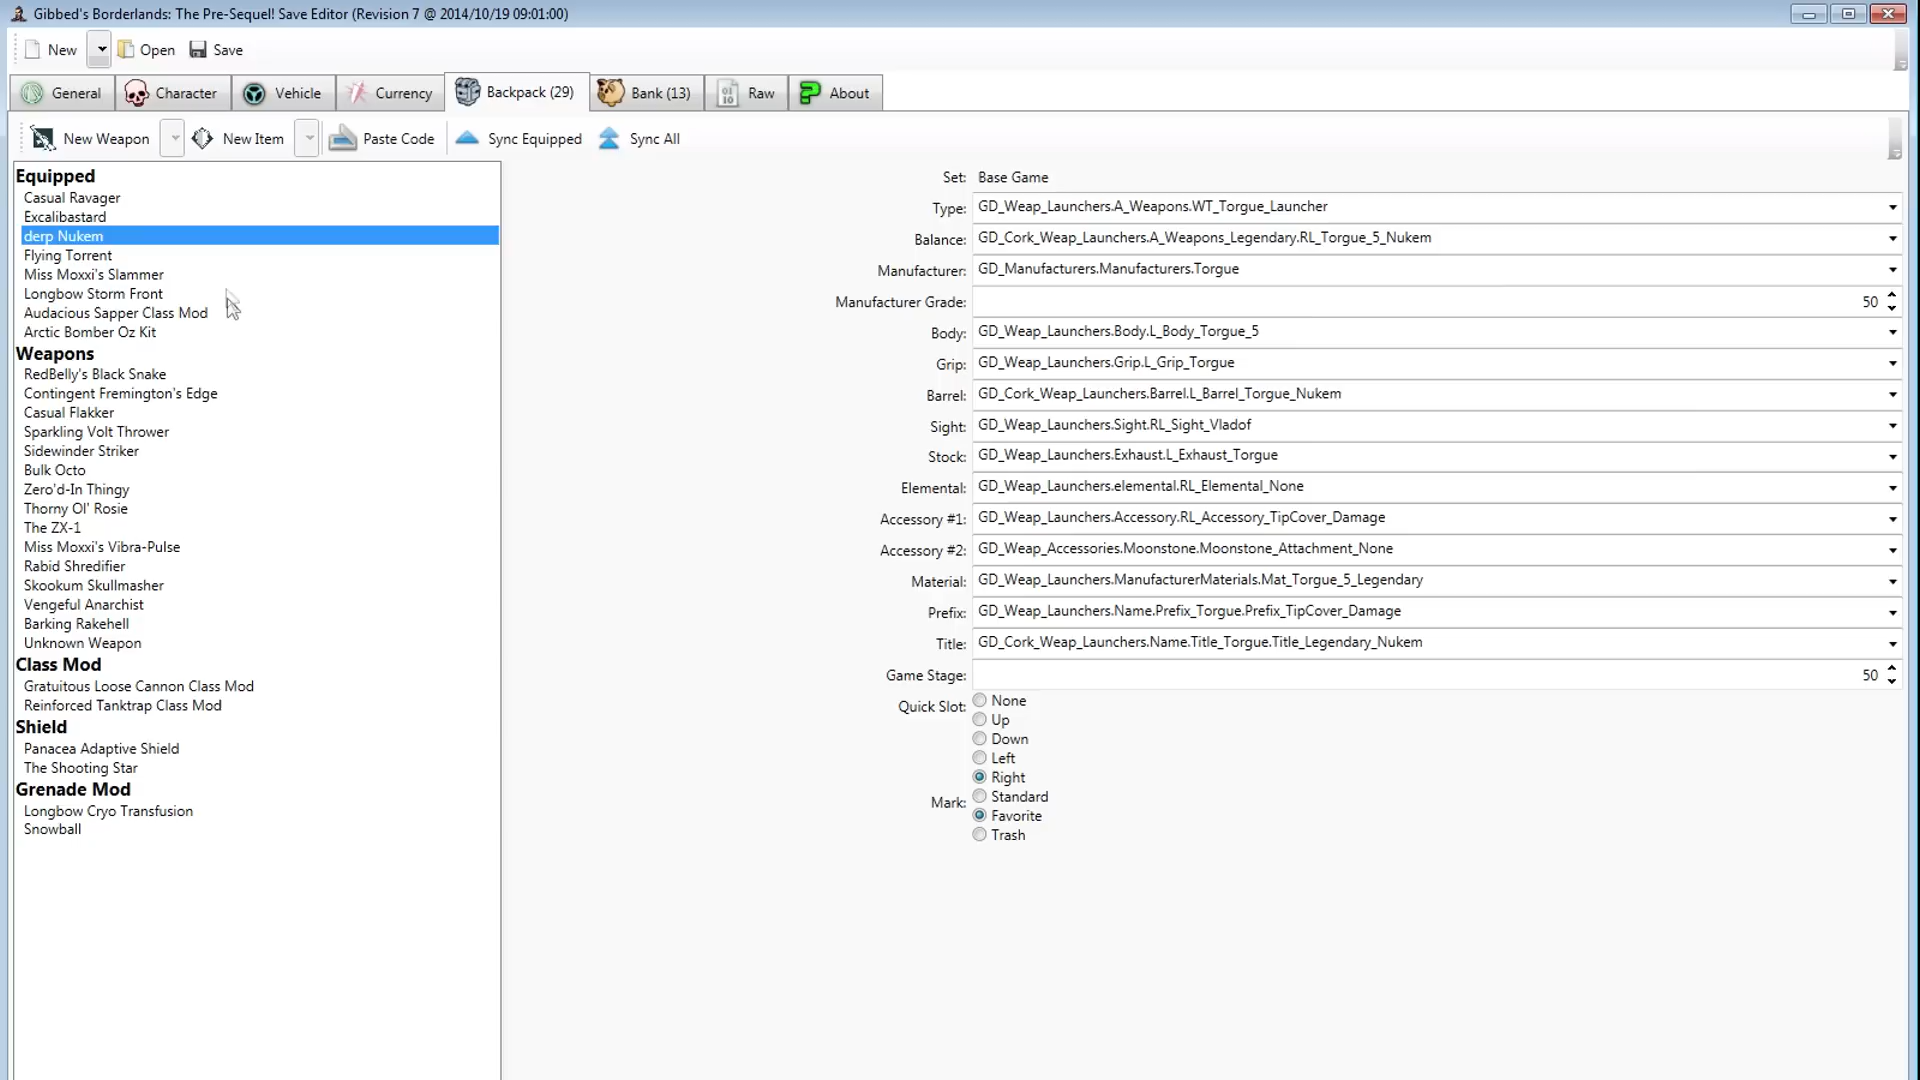 Gibbed's Borderlands: The Pre-Sequel! Save Editor (Revision 7 @ 2014/10/19 09:01:00)
New Open Save
General Character Vehicle Currency Backpack (29) Bank (13) Raw About
New Weapon New Item Paste Code Sync Equipped Sync All
Equipped
Casual Ravager
Excalibastard
derp Nukem
Flying Torrent
Miss Moxxi's Slammer
Longbow Storm Front
Audacious Sapper Class Mod
Arctic Bomber Oz Kit
Weapons
RedBelly's Black Snake
Contingent Fremington's Edge
Casual Flakker
Sparkling Volt Thrower
Sidewinder Striker
Bulk Octo
Zero'd-In Thingy
Thorny Ol' Rosie
The ZX-1
Miss Moxxi's Vibra-Pulse
Rabid Shredifier
Skookum Skullmasher
Vengeful Anarchist
Barking Rakehell
Unknown Weapon
Class Mod
Gratuitous Loose Cannon Class Mod
Reinforced Tanktrap Class Mod
Shield
Panacea Adaptive Shield
The Shooting Star
Grenade Mod
Longbow Cryo Transfusion
Snowball
Set: Base Game
Type: GD_Weap_Launchers.A_Weapons.WT_Torgue_Launcher
Balance: GD_Cork_Weap_Launchers.A_Weapons_Legendary.RL_Torgue_5_Nukem
Manufacturer: GD_Manufacturers.Manufacturers.Torgue
Manufacturer Grade: 50
Body: GD_Weap_Launchers.Body.L_Body_Torgue_5
Grip: GD_Weap_Launchers.Grip.L_Grip_Torgue
Barrel: GD_Cork_Weap_Launchers.Barrel.L_Barrel_Torgue_Nukem
Sight: GD_Weap_Launchers.Sight.RL_Sight_Vladof
Stock: GD_Weap_Launchers.Exhaust.L_Exhaust_Torgue
Elemental: GD_Weap_Launchers.elemental.RL_Elemental_None
Accessory #1: GD_Weap_Launchers.Accessory.RL_Accessory_TipCover_Damage
Accessory #2: GD_Weap_Accessories.Moonstone.Moonstone_Attachment_None
Material: GD_Weap_Launchers.ManufacturerMaterials.Mat_Torgue_5_Legendary
Prefix: GD_Weap_Launchers.Name.Prefix_Torgue.Prefix_TipCover_Damage
Title: GD_Cork_Weap_Launchers.Name.Title_Torgue.Title_Legendary_Nukem
Game Stage: 50
Quick Slot: None
Up
Down
Left
Right
Mark: Standard
Favorite
Trash